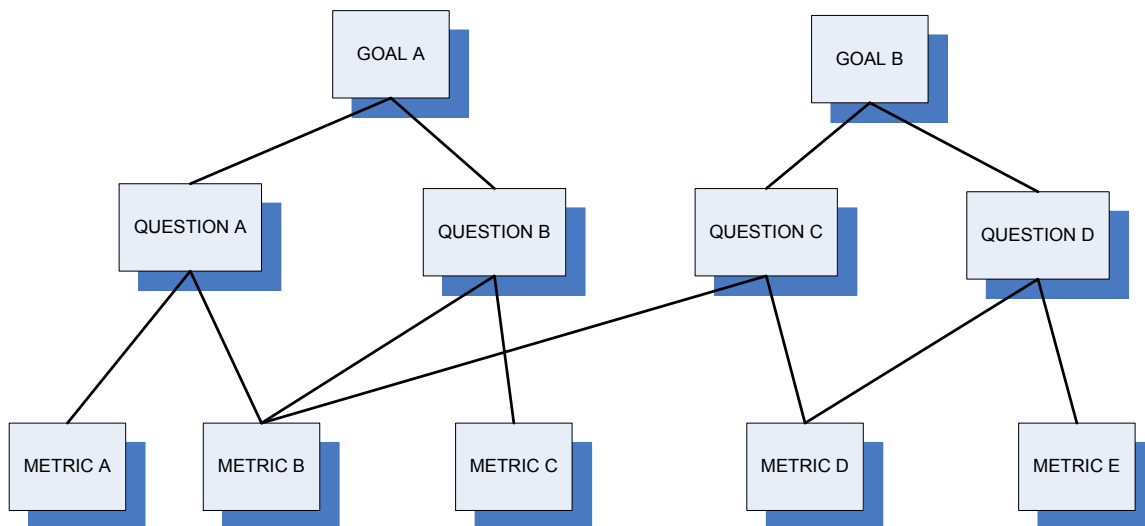 GOAL A
GOAL B
QUESTION A
QUESTION B
QUESTION C
QUESTION D
METRIC A
METRIC B
METRIC C
METRIC D
METRIC E